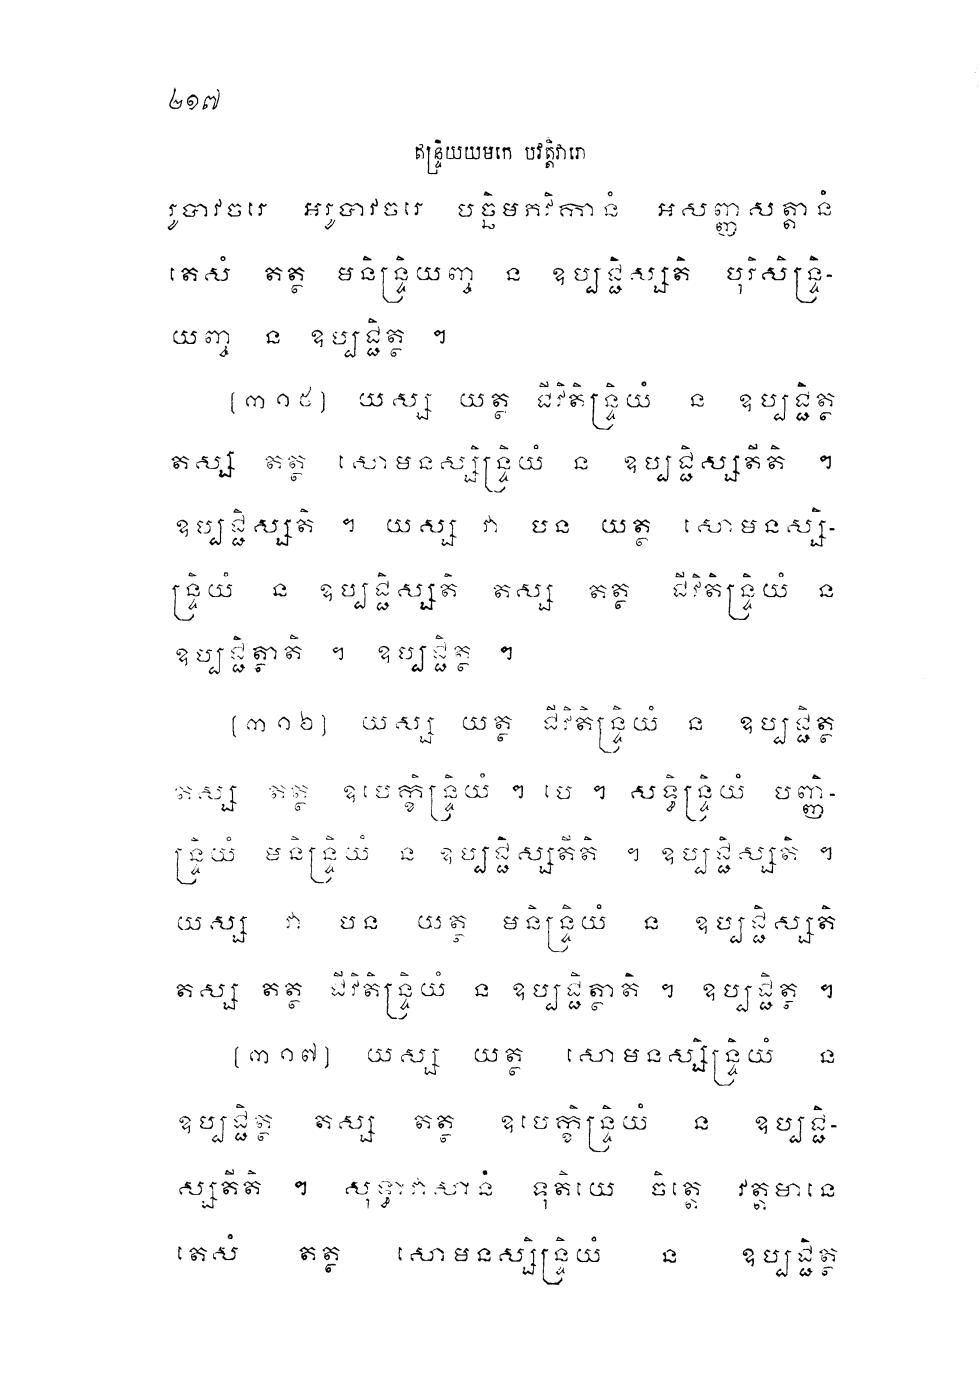 ២១៧
ឥន្ទ្រិយយមកេ បវត្តិវារោ
រូបាវចរេ អរូបាវចរេ បច្ឆិមភវិកានំ អសញ្ញសត្តានំ
តេសំ តត្ថ មនិន្ទ្រិយញ្ច ន ឧប្បជ្ជិស្សតិ បុរិសិន្ទ្រិ-
យញ្ច ន ឧប្បជ្ជិត្ថ ។
(៣១៥) យស្ស យត្ថ ជីវិតិន្ទ្រិយំ ន ឧប្បជ្ជិត្ថ
តស្ស តត្ថ សោមនស្សិន្ទ្រិយំ ន ឧប្បជ្ជិស្សតីតិ ។
ឧប្បជ្ជិស្សតិ ។ យស្ស វា បន យត្ថ សោមនស្សិ-
ន្ទ្រិយំ ន ឧប្បជ្ជិស្សតិ តស្ស តត្ថ ជីវិតិន្ទ្រិយំ ន
ឧប្បជ្ជិត្ថាតិ ។ ឧប្បជ្ជិត្ថ ។
(៣១៦) យស្ស យត្ថ ជីវិតិន្ទ្រិយំ ន ឧប្បជ្ជិត្ថ
តស្ស តត្ថ ឧបេក្ខិន្ទ្រិយំ ។ បេ ។ សទ្ធិន្ទ្រិយំ បញ្ញិ-
ន្ទ្រិយំ មនិន្ទ្រិយំ ន ឧប្បជ្ជិស្សតីតិ ។ ឧប្បជ្ជិស្សតិ ។
យស្ស វា បន យត្ថ មនិន្ទ្រិយំ ន ឧប្បជ្ជិស្សតិ
តស្ស តត្ថ ជីវិតិន្ទ្រិយំ ន ឧប្បជ្ជិត្ថាតិ ។ ឧប្បជ្ជិត្ថ ។
(៣១៧) យស្ស យត្ថ សោមនស្សិន្ទ្រិយំ ន
ឧប្បជ្ជិត្ថ តស្ស តត្ថ ឧបេក្ខិន្ទ្រិយំ ន ឧប្បជ្ជិ-
ស្សតីតិ ។ សុទ្ធាវាសានំ ទុតិយេ ចិត្តេ វត្តមានេ
តេសំ តត្ថ សោមនស្សិន្ទ្រិយំ ន ឧប្បជ្ជិត្ថ